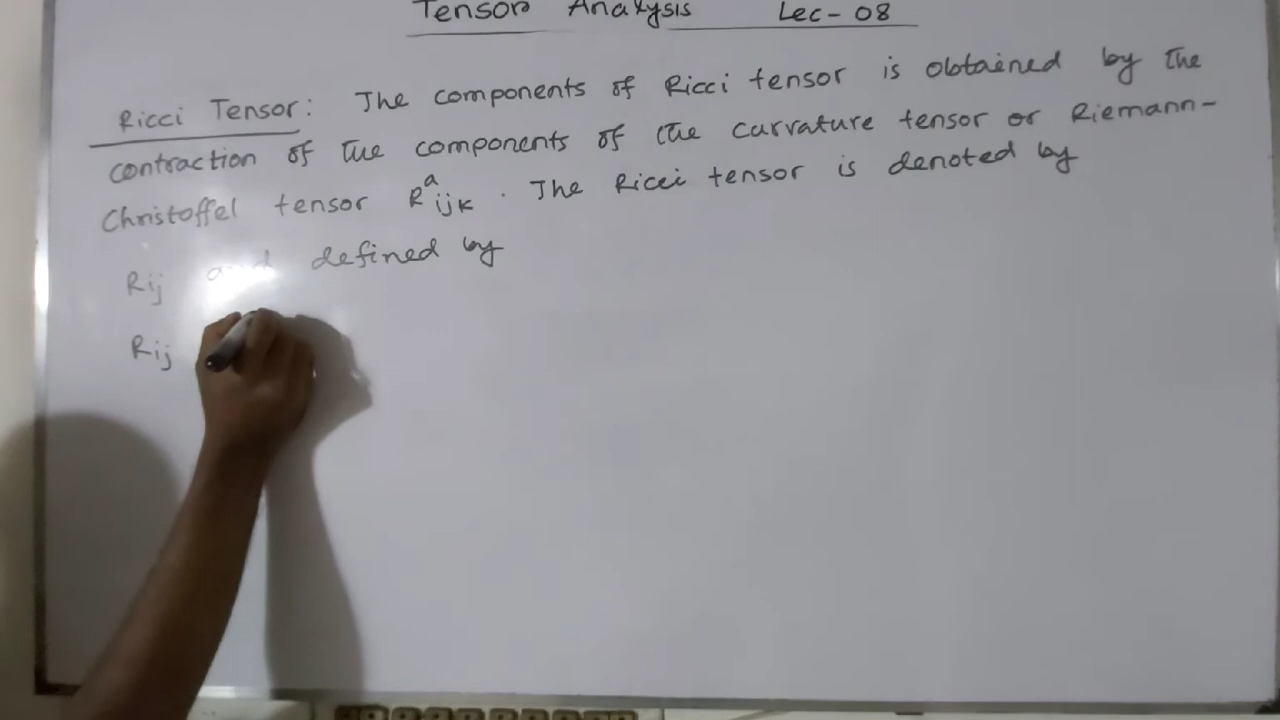 Tensor Analysis Lec-08
Ricci Tensor: The components of Ricci tensor is obtained by the
contraction of the components of the curvature tensor or Riemann-
Christoffel tensor R^a_ijk. The Ricci tensor is denoted by
Rij and defined by
Rij